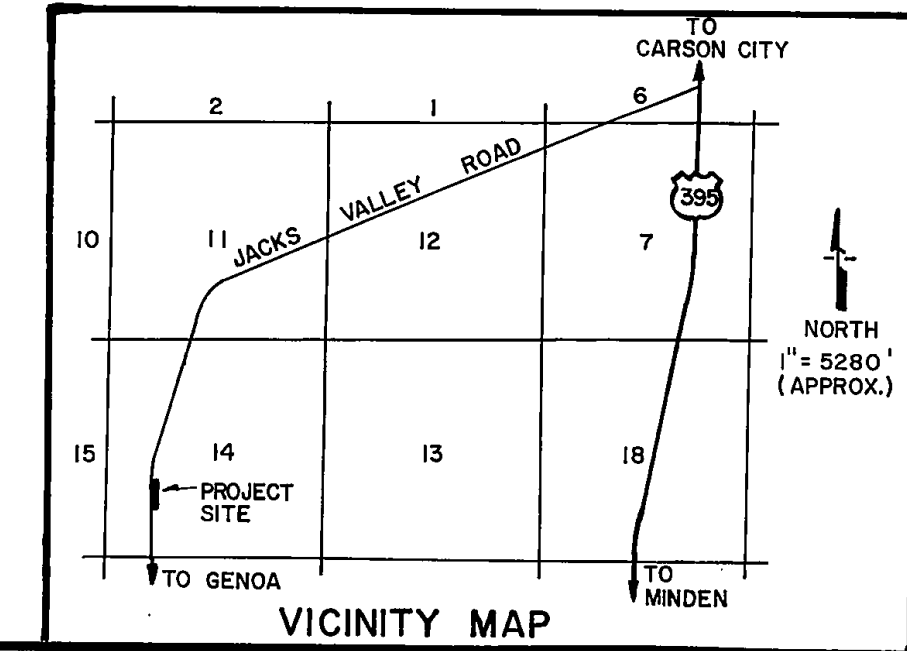 TO
CARSON CITY
2
1
6
395
JACKS VALLEY ROAD
10
11
12
7
NORTH
1" = 5280'
(APPROX.)
15
14
13
18
PROJECT
SITE
TO GENOA
TO
MINDEN
VICINITY MAP